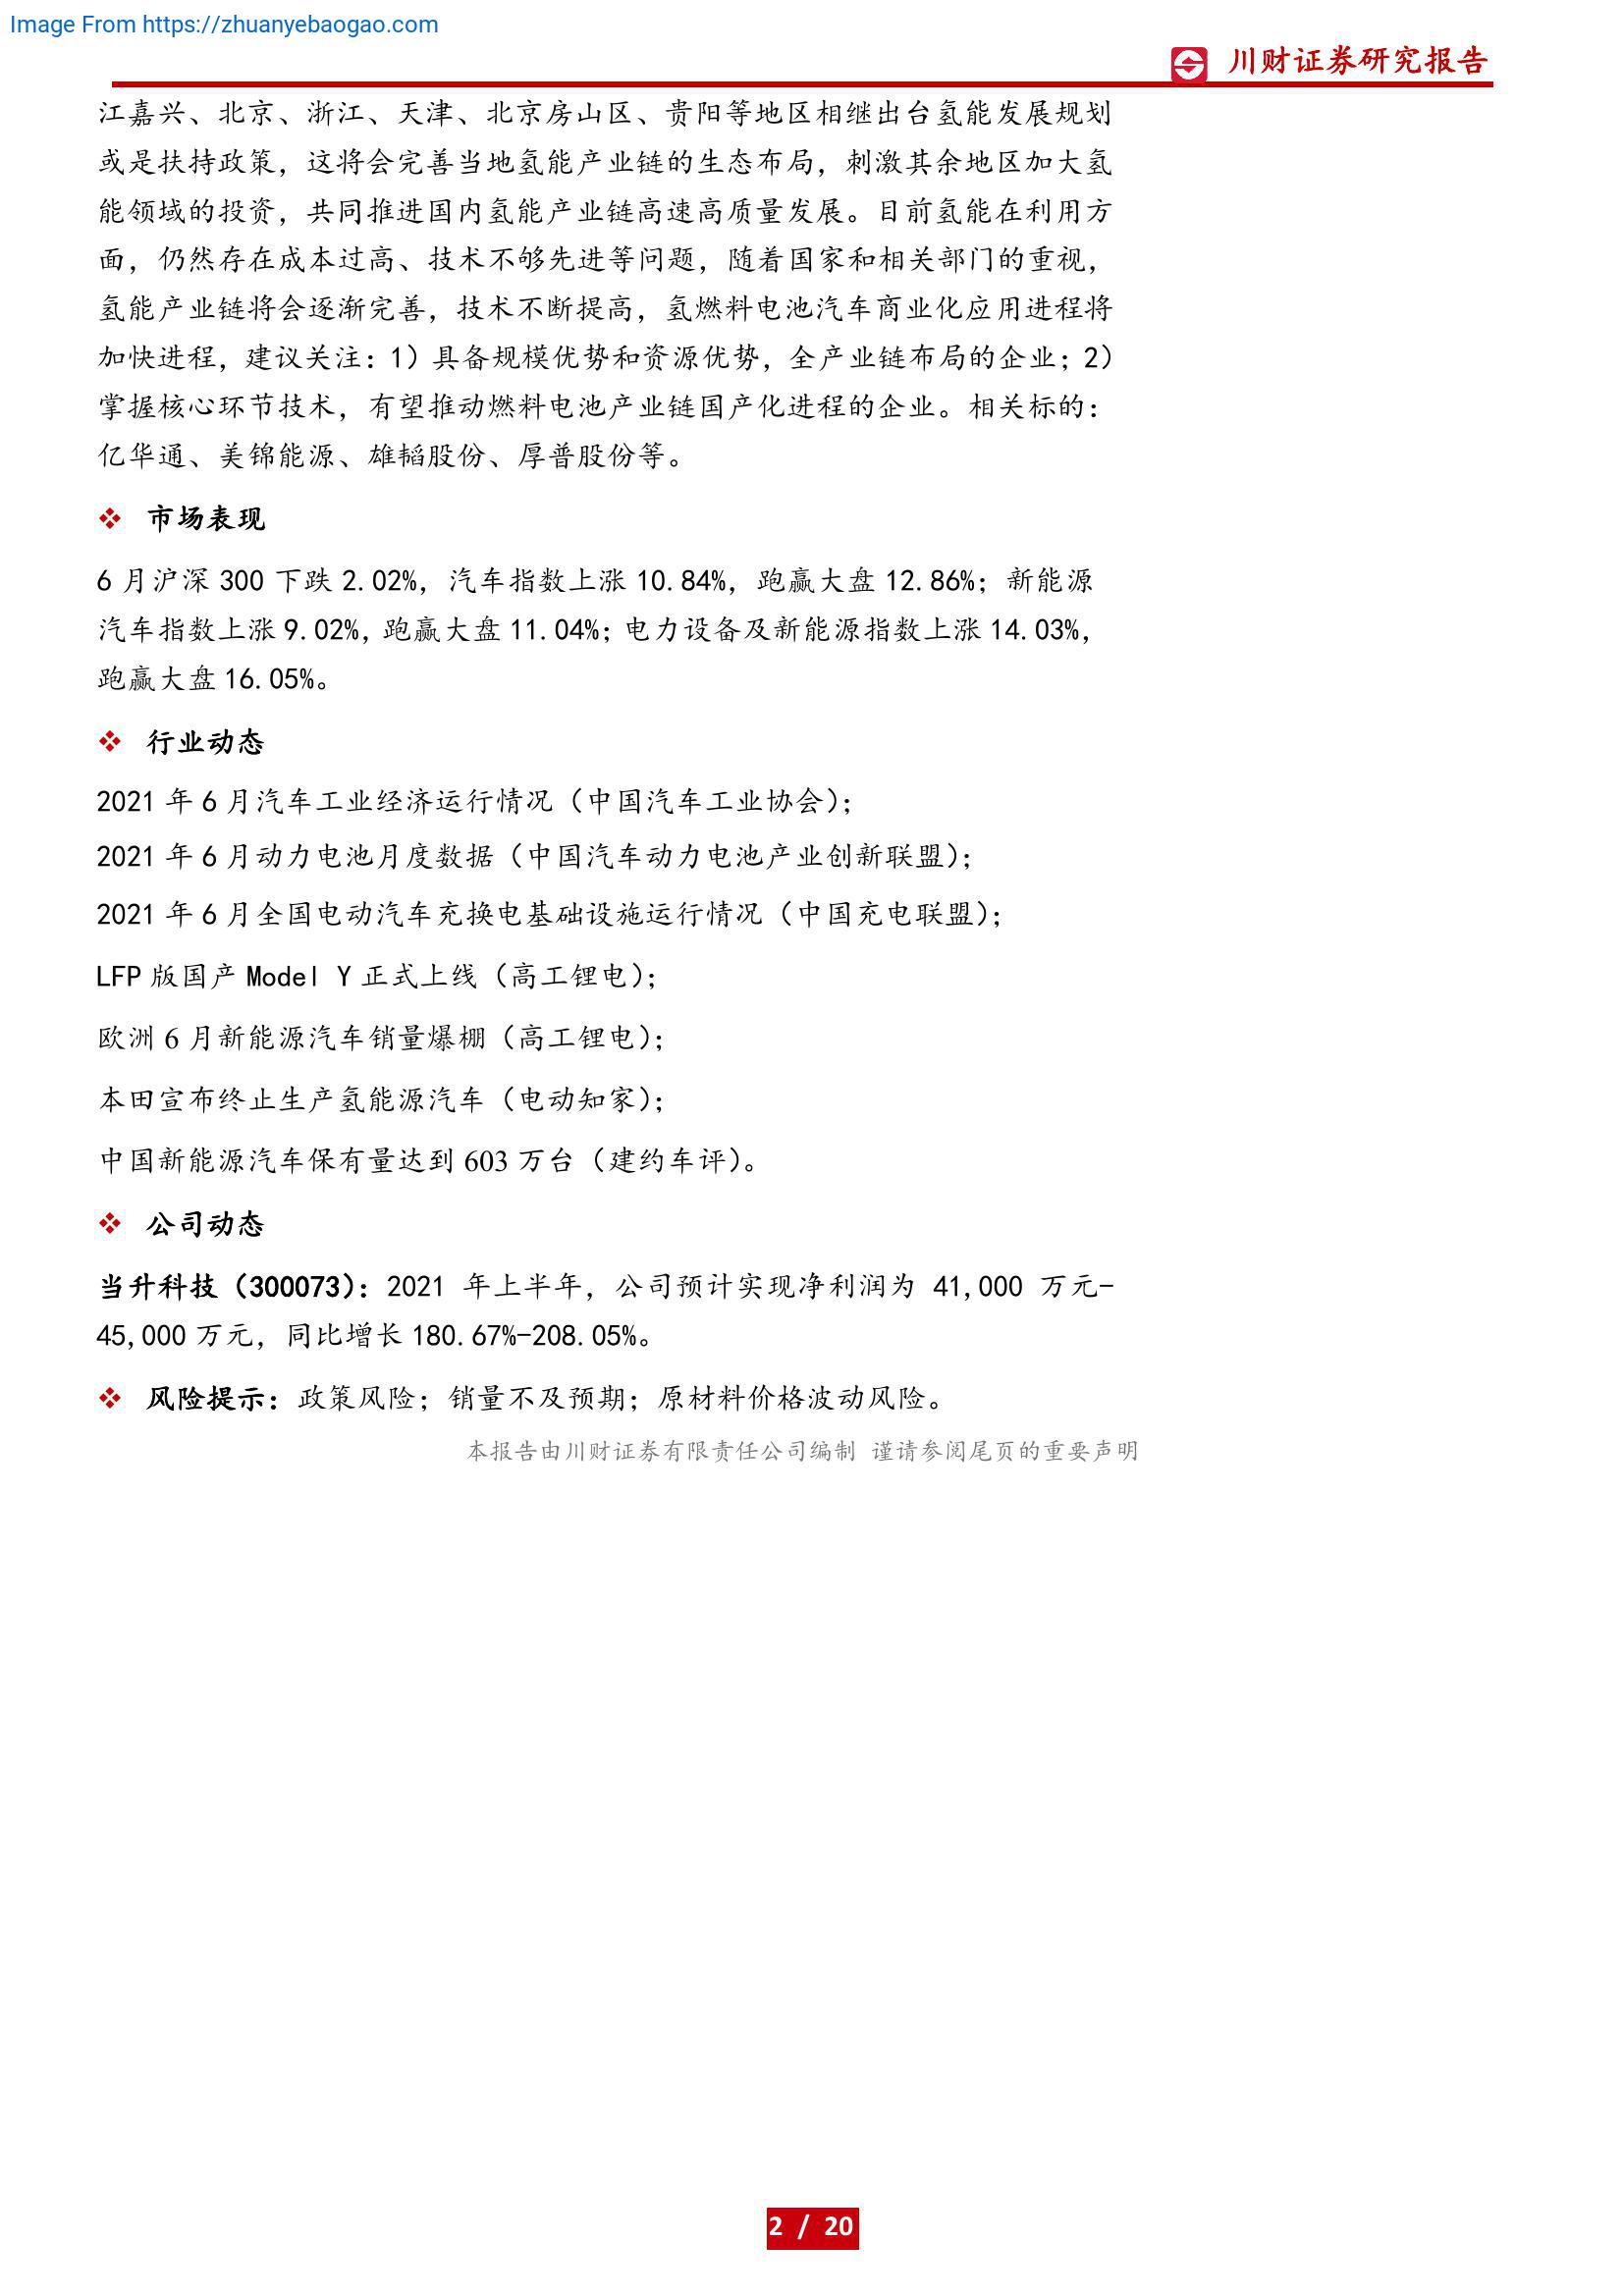 Image From https://zhuanyebaogao.com
川财证券研究报告
江嘉兴、北京、浙江、天津、北京房山区、贵阳等地区相继出台氢能发展规划
或是扶持政策，这将会完善当地氢能产业链的生态布局，刺激其余地区加大氢
能领域的投资，共同推进国内氢能产业链高速高质量发展。目前氢能在利用方
面，仍然存在成本过高、技术不够先进等问题，随着国家和相关部门的重视，
氢能产业链将会逐渐完善，技术不断提高，氢燃料电池汽车商业化应用进程将
加快进程，建议关注：1）具备规模优势和资源优势，全产业链布局的企业；2）
掌握核心环节技术，有望推动燃料电池产业链国产化进程的企业。相关标的：
亿华通、美锦能源、雄韬股份、厚普股份等。
❖ 市场表现
6 月沪深 300 下跌 2.02%，汽车指数上涨 10.84%，跑赢大盘 12.86%；新能源
汽车指数上涨 9.02%，跑赢大盘 11.04%；电力设备及新能源指数上涨 14.03%，
跑赢大盘 16.05%。
❖ 行业动态
2021 年 6 月汽车工业经济运行情况（中国汽车工业协会）；
2021 年 6 月动力电池月度数据（中国汽车动力电池产业创新联盟）；
2021 年 6 月全国电动汽车充换电基础设施运行情况（中国充电联盟）；
LFP 版国产 Model Y 正式上线（高工锂电）；
欧洲 6 月新能源汽车销量爆棚（高工锂电）；
本田宣布终止生产氢能源汽车（电动知家）；
中国新能源汽车保有量达到 603 万台（建约车评）。
❖ 公司动态
当升科技（300073）：2021 年上半年，公司预计实现净利润为 41,000 万元-
45,000 万元，同比增长 180.67%-208.05%。
❖ 风险提示：政策风险；销量不及预期；原材料价格波动风险。
本报告由川财证券有限责任公司编制 谨请参阅尾页的重要声明
2 / 20